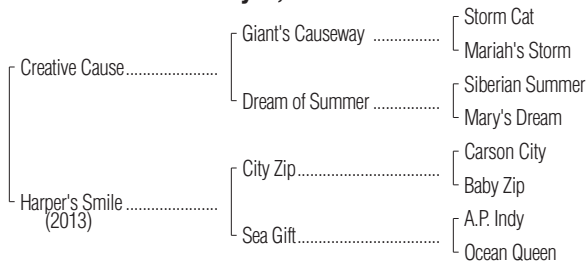 Storm Cat
Giant's Causeway ................
Mariah's Storm
Creative Cause ......................
Siberian Summer
Dream of Summer ................
Mary's Dream
Carson City
City Zip ..................................
Baby Zip
Harper's Smile ......................
(2013)
A.P. Indy
Sea Gift ..................................
Ocean Queen